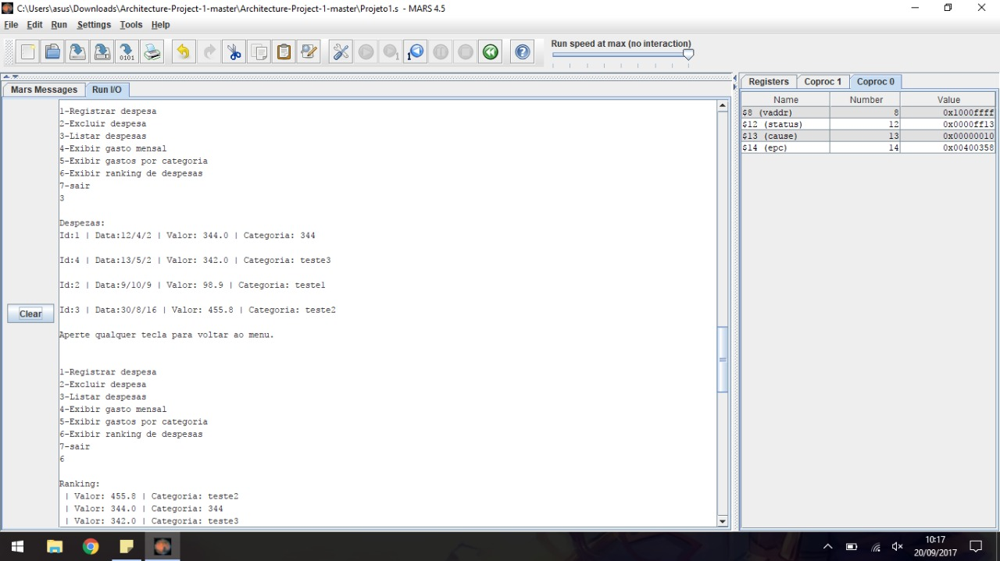 C:\Users\asus\Downloads\Architecture-Project-1-master\Architecture-Project-1-master\Projeto1.s - MARS 4.5
File Edit Run Settings Tools Help
Run speed at max (no interaction)
Mars Messages Run I/O
1-Registrar despesa
2-Excluir despesa
3-Listar despesas
4-Exibir gasto mensal
5-Exibir gastos por categoria
6-Exibir ranking de despesas
7-sair
3
Despezas:
Id:1 | Data:12/4/2 | Valor: 344.0 | Categoria: 344
Id:4 | Data:13/5/2 | Valor: 342.0 | Categoria: teste3
Id:2 | Data:9/10/9 | Valor: 98.9 | Categoria: teste1
Id:3 | Data:30/8/16 | Valor: 455.8 | Categoria: teste2
Aperte qualquer tecla para voltar ao menu.
1-Registrar despesa
2-Excluir despesa
3-Listar despesas
4-Exibir gasto mensal
5-Exibir gastos por categoria
6-Exibir ranking de despesas
7-sair
6
Ranking:
| Valor: 455.8 | Categoria: teste2
| Valor: 344.0 | Categoria: 344
| Valor: 342.0 | Categoria: teste3
Clear
Registers Coproc 1 Coproc 0
Name Number Value
$8 (vaddr) 8 0x1000ffff
$12 (status) 12 0x0000ff13
$13 (cause) 13 0x00000010
$14 (epc) 14 0x00400358
10:17
20/09/2017